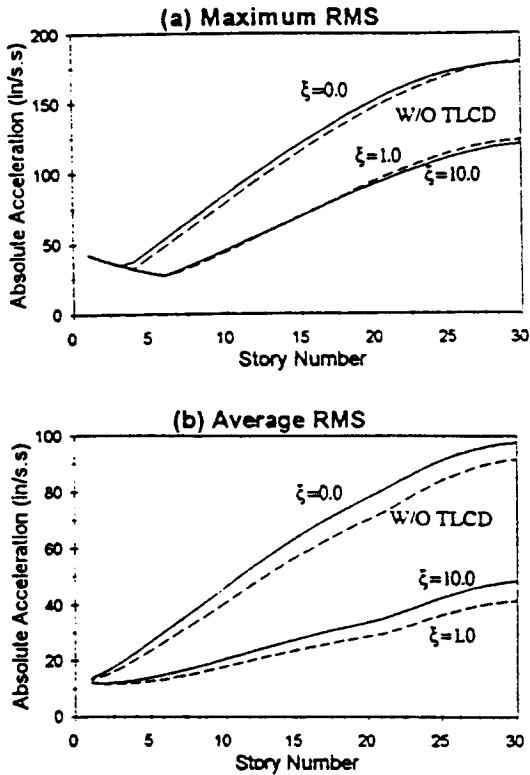 (a) Maximum RMS
Absolute Acceleration (in/s.s)
200
150
100
50
0
ξ=0.0
W/O TLCD
ξ=1.0
ξ=10.0
0 5 10 15 20 25 30
Story Number
(b) Average RMS
Absolute Acceleration (in/s.s)
100
80
60
40
20
0
ξ=0.0
W/O TLCD
ξ=10.0
ξ=1.0
0 5 10 15 20 25 30
Story Number